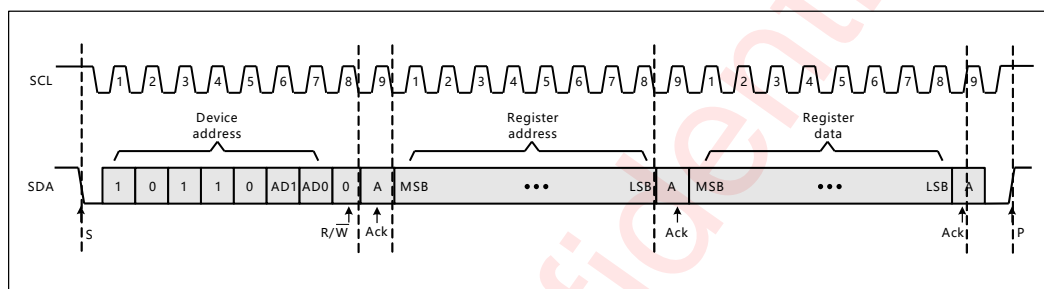 SCL 1 2 3 4 5 6 7 8 9 1 2 3 4 5 6 7 8 9 1 2 3 4 5 6 7 8 9
Device
address
Register
address
Register
data
SDA 1 0 1 1 0 AD1 AD0 0 A MSB ••• LSB A MSB ••• LSB A
S R/W̅ Ack Ack Ack P
fident